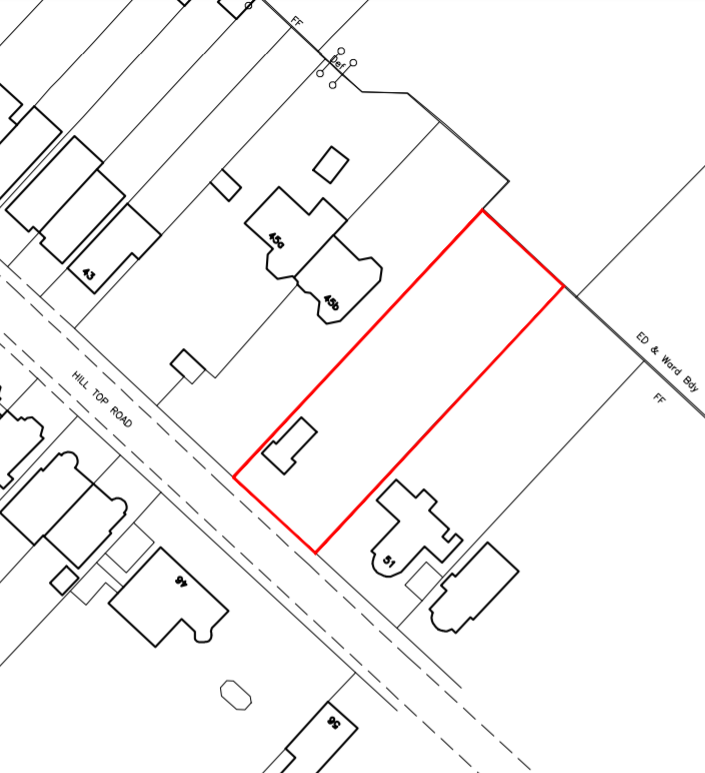 FF
Def
45a
45b
43
ED & Ward Bdy
FF
HILL TOP ROAD
51
46
56